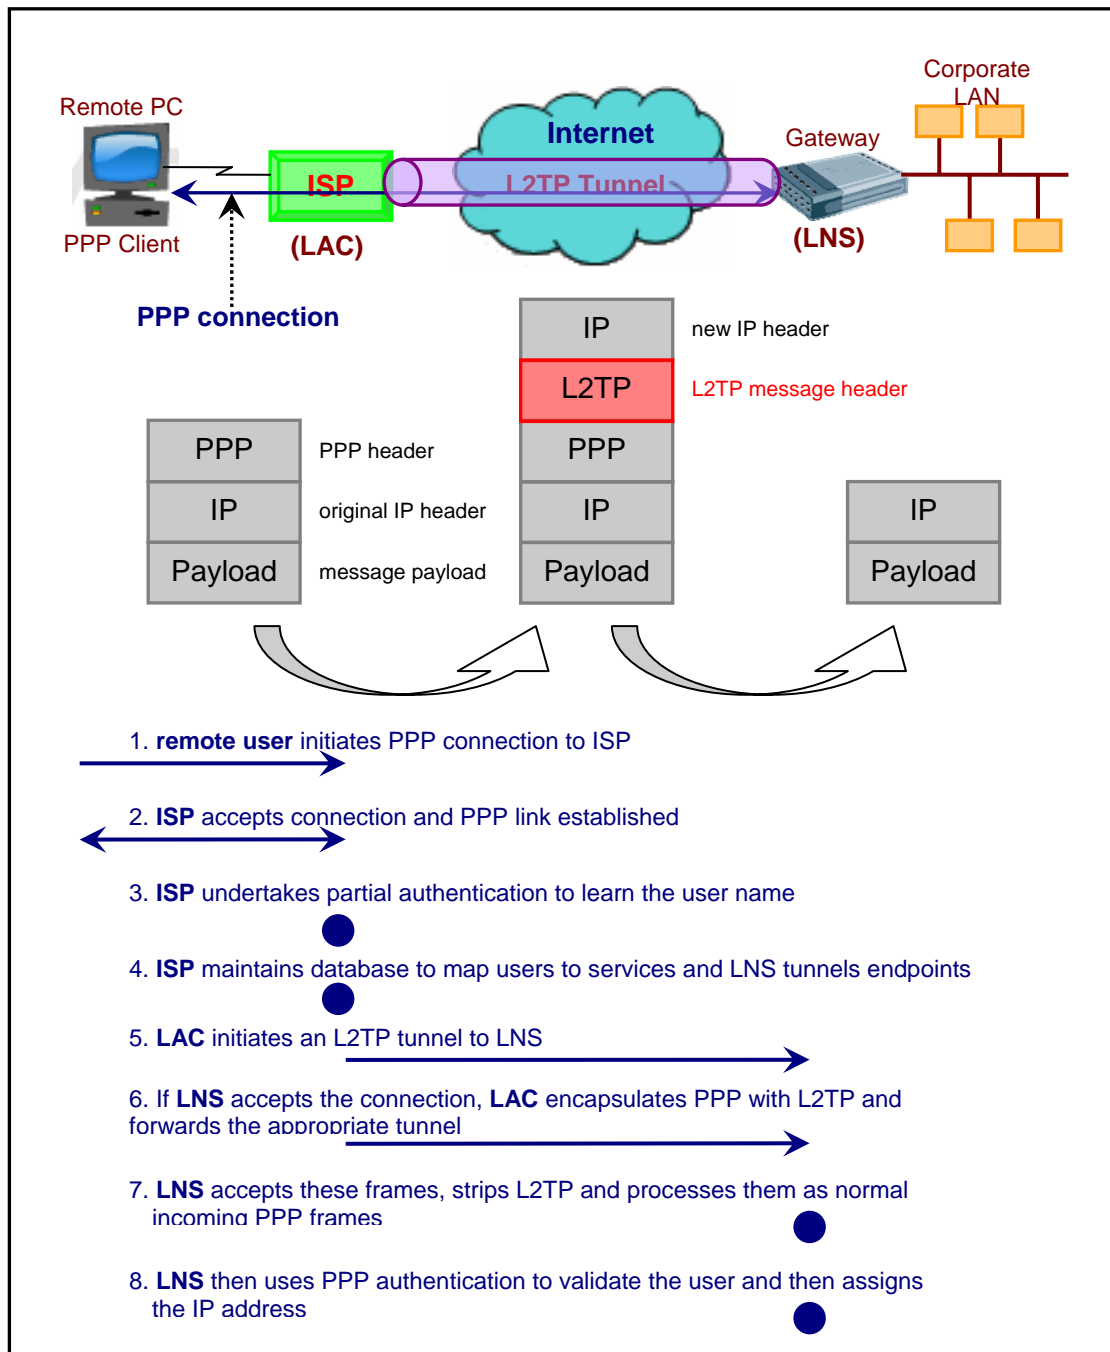 Corporate
LAN
Remote PC
Internet
Gateway
ISP
L2TP Tunnel
PPP Client
(LAC)
(LNS)
PPP connection
IP
new IP header
L2TP
L2TP message header
PPP
PPP header
PPP
IP
original IP header
IP
IP
Payload
message payload
Payload
Payload
1. remote user initiates PPP connection to ISP
2. ISP accepts connection and PPP link established
3. ISP undertakes partial authentication to learn the user name
4. ISP maintains database to map users to services and LNS tunnels endpoints
5. LAC initiates an L2TP tunnel to LNS
6. If LNS accepts the connection, LAC encapsulates PPP with L2TP and
forwards the appropriate tunnel
7. LNS accepts these frames, strips L2TP and processes them as normal
incoming PPP frames
8. LNS then uses PPP authentication to validate the user and then assigns
the IP address